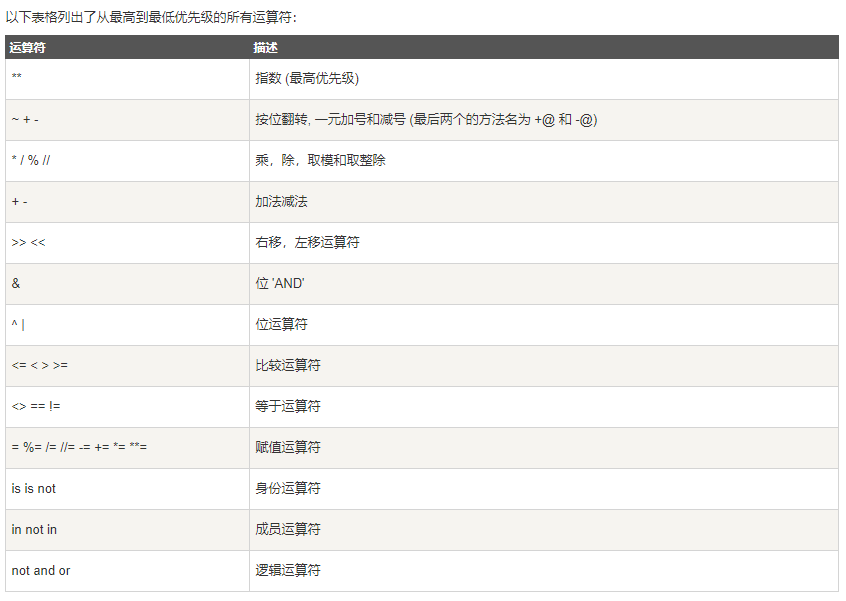 以下表格列出了从最高到最低优先级的所有运算符：
运算符 描述
** 指数 (最高优先级)
~ + - 按位翻转, 一元加号和减号 (最后两个的方法名为 +@ 和 -@)
* / % // 乘，除，取模和取整除
+ - 加法减法
>> << 右移，左移运算符
& 位 'AND'
^ | 位运算符
<= < > >= 比较运算符
<> == != 等于运算符
= %= /= //= -= += *= **= 赋值运算符
is is not 身份运算符
in not in 成员运算符
not and or 逻辑运算符